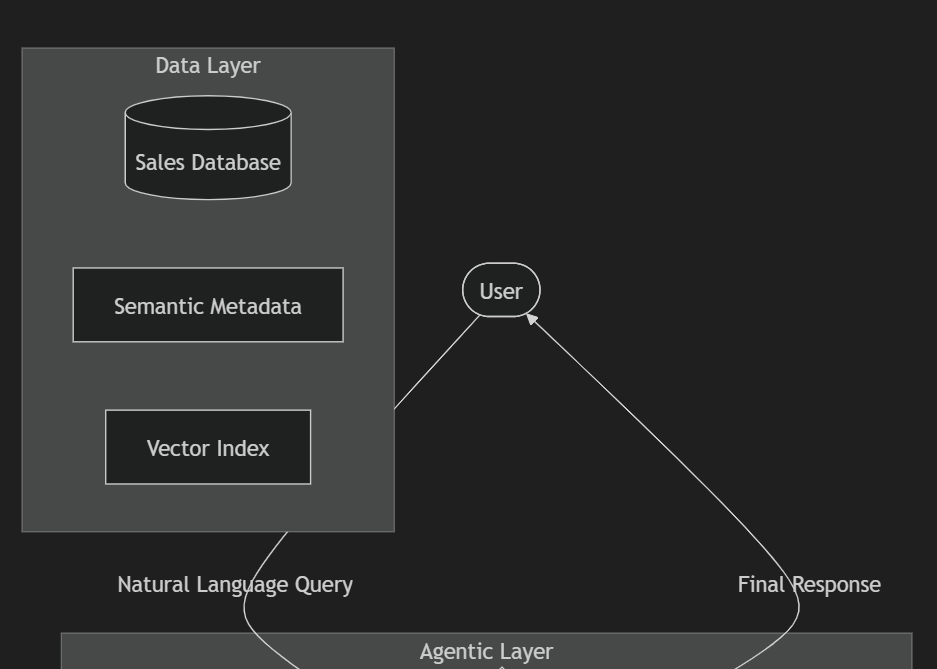 Data Layer
Sales Database
Semantic Metadata
User
Vector Index
Natural Language Query
Final Response
Agentic Layer